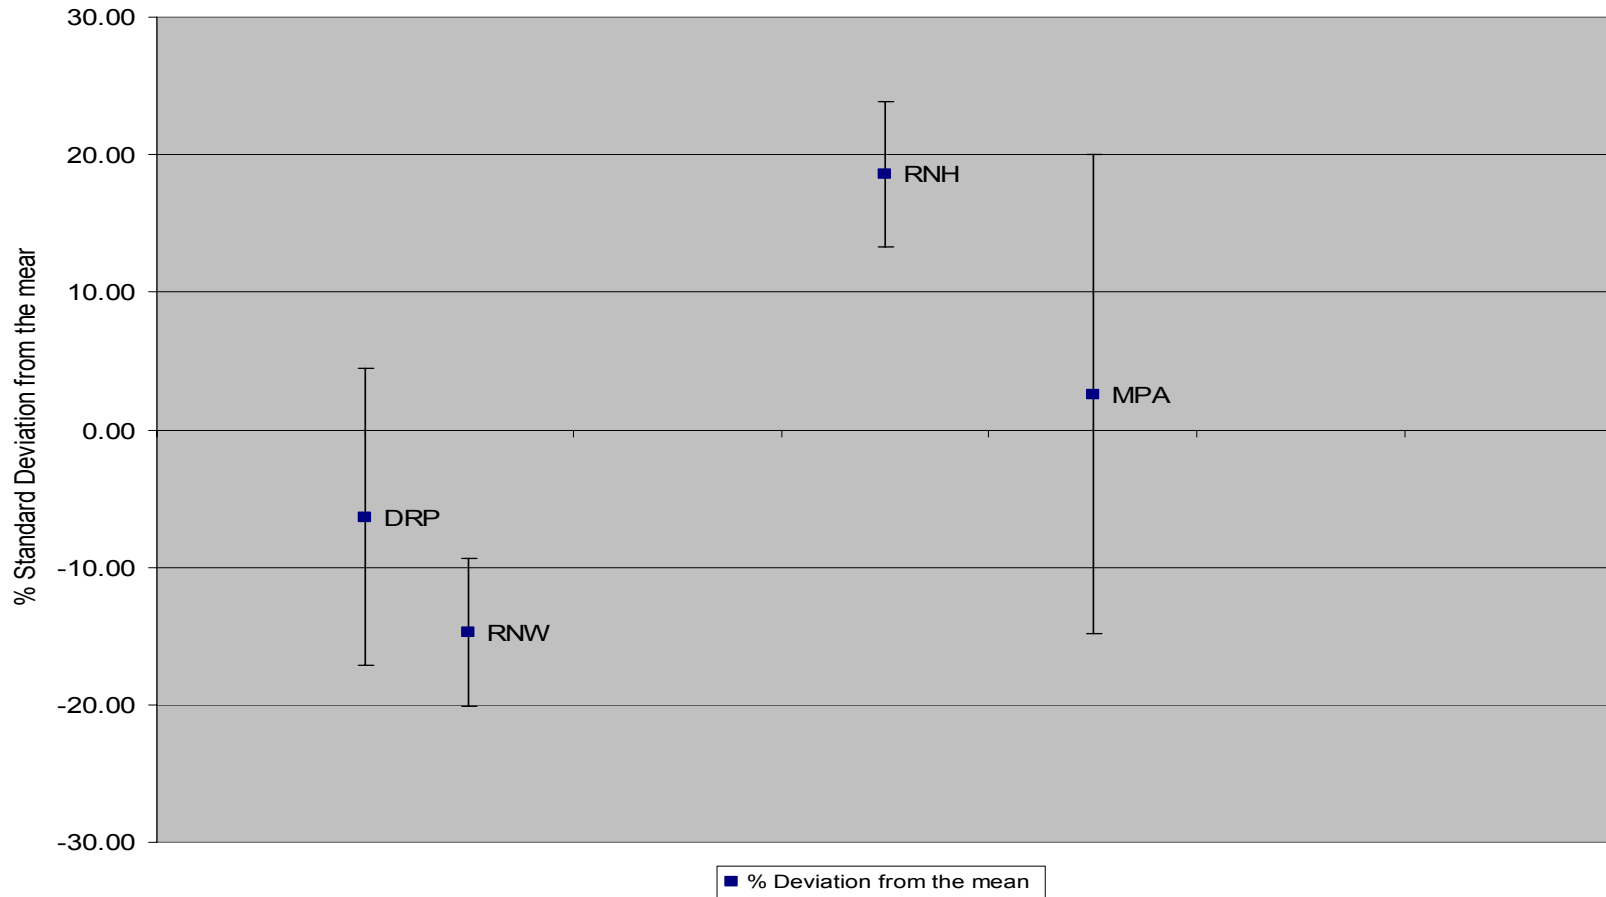 30.00
20.00
10.00
0.00
-10.00
-20.00
-30.00
% Standard Deviation from the mear
RNH
MPA
DRP
RNW
% Deviation from the mean